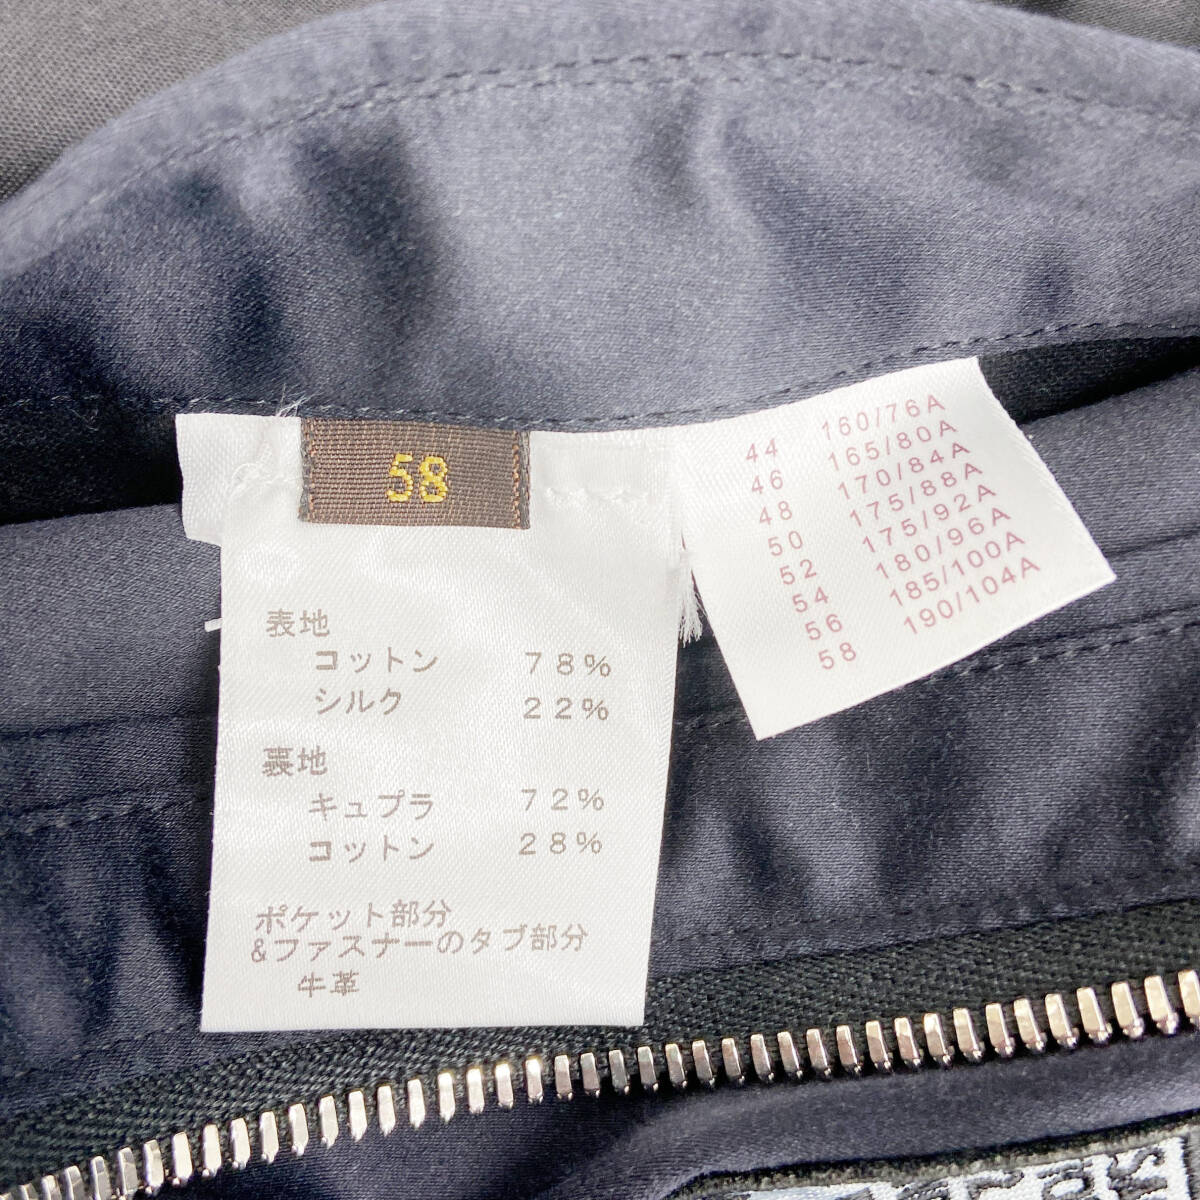 58
表地
コットン 78%
シルク 22%
裏地
キュプラ 72%
コットン 28%
ポケット部分
&ファスナーのタブ部分
牛革
44 160/76A
46 165/80A
48 170/84A
50 175/88A
52 175/92A
54 180/96A
56 185/100A
58 190/104A